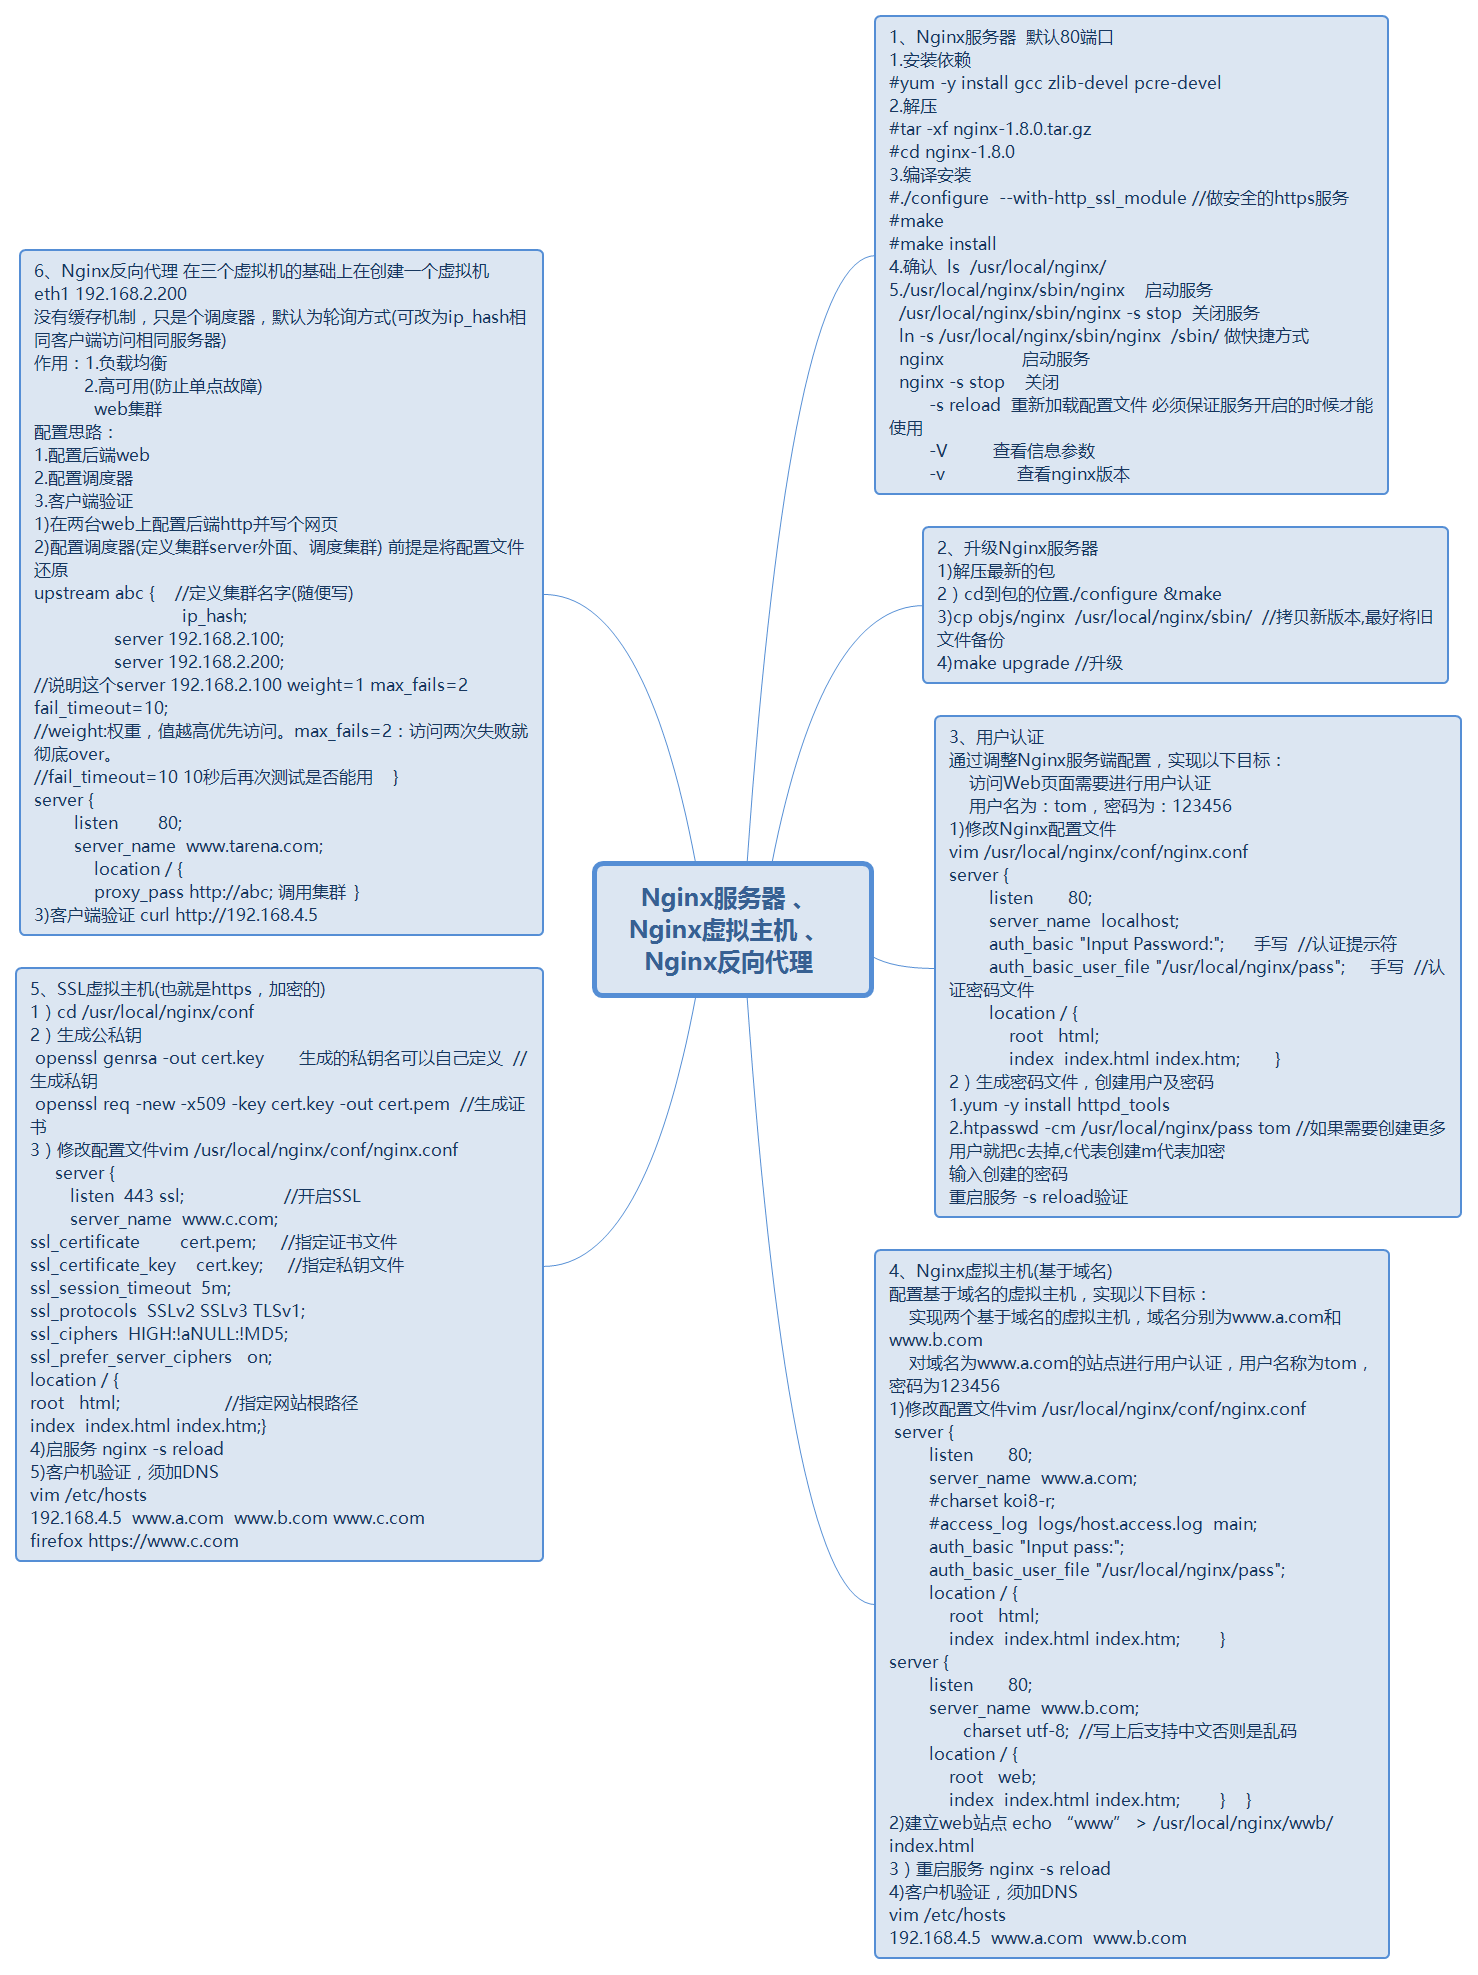 Nginx服务器 、
Nginx虚拟主机 、
Nginx反向代理
1、Nginx服务器  默认80端口
1.安装依赖
#yum -y install gcc zlib-devel pcre-devel
2.解压
#tar -xf nginx-1.8.0.tar.gz
#cd nginx-1.8.0
3.编译安装
#./configure  --with-http_ssl_module //做安全的https服务
#make
#make install
4.确认  ls  /usr/local/nginx/
5./usr/local/nginx/sbin/nginx    启动服务
/usr/local/nginx/sbin/nginx -s stop  关闭服务
ln -s /usr/local/nginx/sbin/nginx  /sbin/ 做快捷方式
nginx                启动服务
nginx -s stop    关闭
-s reload  重新加载配置文件 必须保证服务开启的时候才能
使用
-V         查看信息参数
-v              查看nginx版本
2、升级Nginx服务器
1)解压最新的包
2）cd到包的位置./configure &make
3)cp objs/nginx  /usr/local/nginx/sbin/  //拷贝新版本,最好将旧
文件备份
4)make upgrade //升级
3、用户认证
通过调整Nginx服务端配置，实现以下目标：
访问Web页面需要进行用户认证
用户名为：tom，密码为：123456
1)修改Nginx配置文件
vim /usr/local/nginx/conf/nginx.conf
server {
listen       80;
server_name  localhost;
auth_basic "Input Password:";      手写  //认证提示符
auth_basic_user_file "/usr/local/nginx/pass";     手写  //认
证密码文件
location / {
root   html;
index  index.html index.htm;       }
2）生成密码文件，创建用户及密码
1.yum -y install httpd_tools
2.htpasswd -cm /usr/local/nginx/pass tom //如果需要创建更多
用户就把c去掉,c代表创建m代表加密
输入创建的密码
重启服务 -s reload验证
4、Nginx虚拟主机(基于域名)
配置基于域名的虚拟主机，实现以下目标：
实现两个基于域名的虚拟主机，域名分别为www.a.com和
www.b.com
对域名为www.a.com的站点进行用户认证，用户名称为tom，
密码为123456
1)修改配置文件vim /usr/local/nginx/conf/nginx.conf
server {
listen       80;
server_name  www.a.com;
#charset koi8-r;
#access_log  logs/host.access.log  main;
auth_basic "Input pass:";
auth_basic_user_file "/usr/local/nginx/pass";
location / {
root   html;
index  index.html index.htm;        }
server {
listen       80;
server_name  www.b.com;
charset utf-8;  //写上后支持中文否则是乱码
location / {
root   web;
index  index.html index.htm;        }    }
2)建立web站点 echo “www” > /usr/local/nginx/wwb/
index.html
3）重启服务 nginx -s reload
4)客户机验证，须加DNS
vim /etc/hosts
192.168.4.5  www.a.com  www.b.com
5、SSL虚拟主机(也就是https，加密的)
1）cd /usr/local/nginx/conf
2）生成公私钥
openssl genrsa -out cert.key       生成的私钥名可以自己定义  //
生成私钥
openssl req -new -x509 -key cert.key -out cert.pem  //生成证
书
3）修改配置文件vim /usr/local/nginx/conf/nginx.conf
server {
listen  443 ssl;                    //开启SSL
server_name  www.c.com;
ssl_certificate        cert.pem;     //指定证书文件
ssl_certificate_key    cert.key;     //指定私钥文件
ssl_session_timeout  5m;
ssl_protocols  SSLv2 SSLv3 TLSv1;
ssl_ciphers  HIGH:!aNULL:!MD5;
ssl_prefer_server_ciphers   on;
location / {
root   html;                     //指定网站根路径
index  index.html index.htm;}
4)启服务 nginx -s reload
5)客户机验证，须加DNS
vim /etc/hosts
192.168.4.5  www.a.com  www.b.com www.c.com
firefox https://www.c.com
6、Nginx反向代理 在三个虚拟机的基础上在创建一个虚拟机
eth1 192.168.2.200
没有缓存机制，只是个调度器，默认为轮询方式(可改为ip_hash相
同客户端访问相同服务器)
作用：1.负载均衡
2.高可用(防止单点故障)
web集群
配置思路：
1.配置后端web
2.配置调度器
3.客户端验证
1)在两台web上配置后端http并写个网页
2)配置调度器(定义集群server外面、调度集群) 前提是将配置文件
还原
upstream abc {    //定义集群名字(随便写)
ip_hash;
server 192.168.2.100;
server 192.168.2.200;
//说明这个server 192.168.2.100 weight=1 max_fails=2
fail_timeout=10;
//weight:权重，值越高优先访问。max_fails=2：访问两次失败就
彻底over。
//fail_timeout=10 10秒后再次测试是否能用    }
server {
listen        80;
server_name  www.tarena.com;
location / {
proxy_pass http://abc; 调用集群  }
3)客户端验证 curl http://192.168.4.5